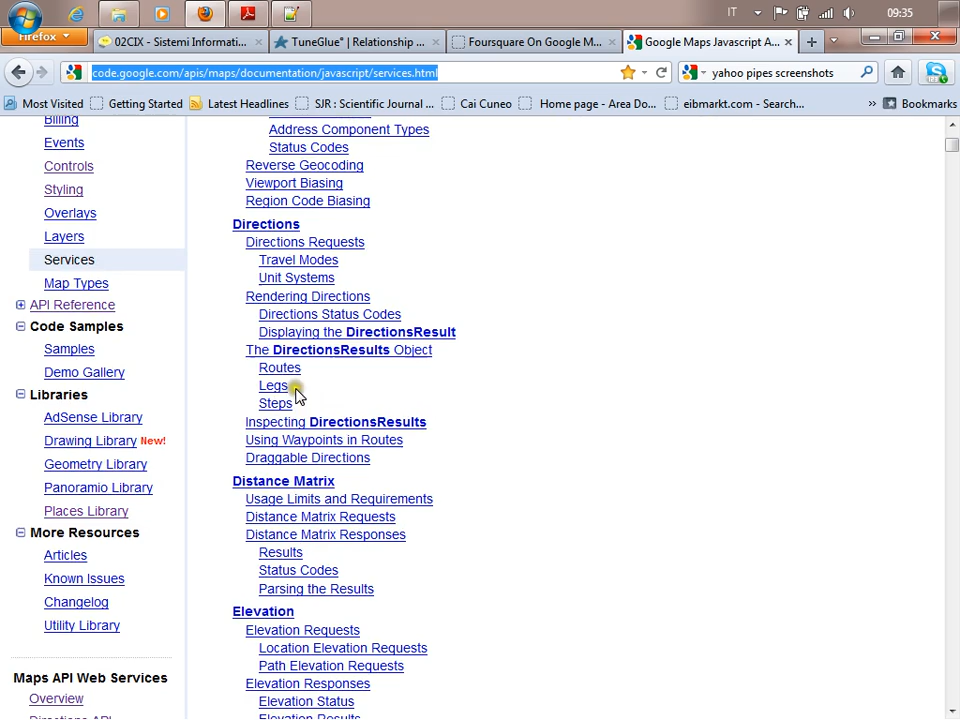 IT
09:35
Firefox
02CIX - Sistemi Informati...
TuneGlue° | Relationship ...
Foursquare On Google M...
Google Maps Javascript A...
code.google.com/apis/maps/documentation/javascript/services.html
yahoo pipes screenshots
Most Visited
Getting Started
Latest Headlines
SJR : Scientific Journal ...
Cai Cuneo
Home page - Area Do...
eibmarkt.com - Search...
»
Bookmarks
Billing
Events
Controls
Styling
Overlays
Layers
Services
Map Types
API Reference
Code Samples
Samples
Demo Gallery
Libraries
AdSense Library
Drawing Library New!
Geometry Library
Panoramio Library
Places Library
More Resources
Articles
Known Issues
Changelog
Utility Library
Maps API Web Services
Overview
Address Component Types
Status Codes
Reverse Geocoding
Viewport Biasing
Region Code Biasing
Directions
Directions Requests
Travel Modes
Unit Systems
Rendering Directions
Directions Status Codes
Displaying the DirectionsResult
The DirectionsResults Object
Routes
Legs
Steps
Inspecting DirectionsResults
Using Waypoints in Routes
Draggable Directions
Distance Matrix
Usage Limits and Requirements
Distance Matrix Requests
Distance Matrix Responses
Results
Status Codes
Parsing the Results
Elevation
Elevation Requests
Location Elevation Requests
Path Elevation Requests
Elevation Responses
Elevation Status